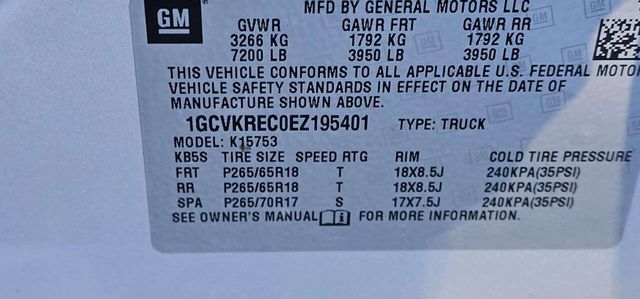 GM
MFD BY GENERAL MOTORS LLC
GVWR GAWR FRT GAWR RR
3266 KG 1792 KG 1792 KG
7200 LB 3950 LB 3950 LB
THIS VEHICLE CONFORMS TO ALL APPLICABLE U.S. FEDERAL MOTOR
VEHICLE SAFETY STANDARDS IN EFFECT ON THE DATE OF
MANUFACTURE SHOWN ABOVE.
1GCVKREC0EZ195401 TYPE: TRUCK
MODEL: K15753
KB5S TIRE SIZE SPEED RTG RIM COLD TIRE PRESSURE
FRT P265/65R18 T 18X8.5J 240KPA(35PSI)
RR P265/65R18 T 18X8.5J 240KPA(35PSI)
SPA P265/70R17 S 17X7.5J 240KPA(35PSI)
SEE OWNER'S MANUAL FOR MORE INFORMATION.